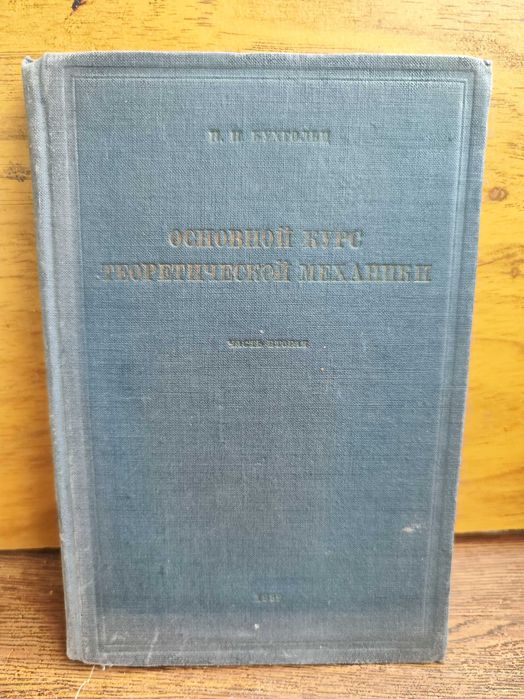 Н. Н. БУХГОЛЬЦ
ОСНОВНОЙ КУРС
ТЕОРЕТИЧЕСКОЙ МЕХАНИКИ
ЧАСТЬ ВТОРАЯ